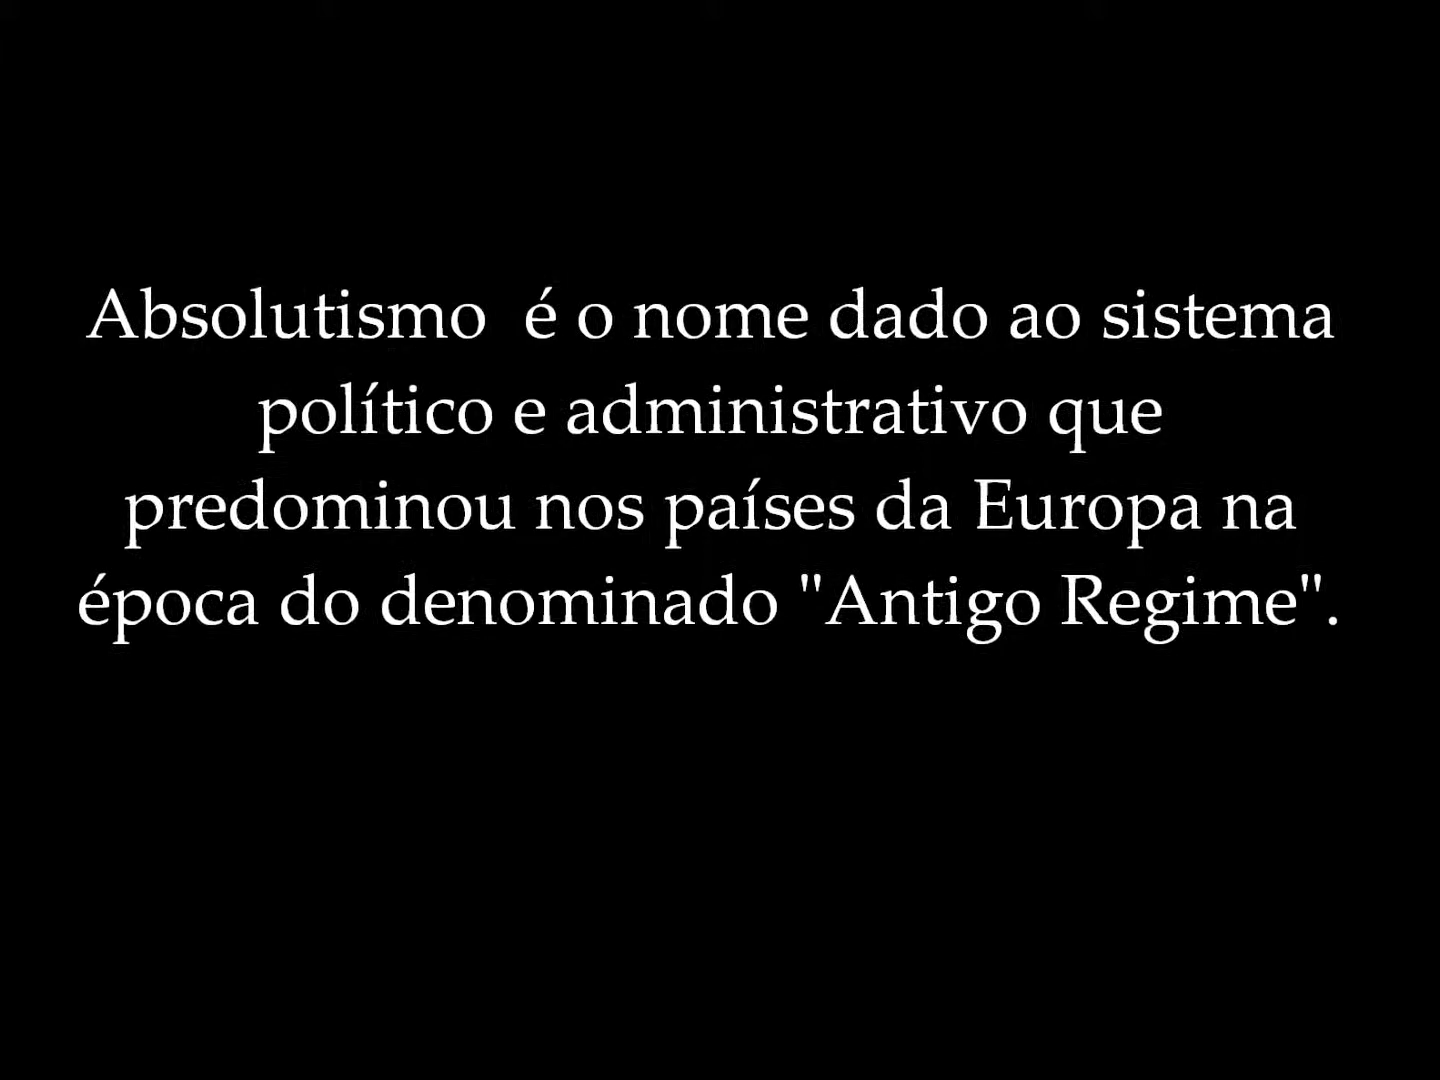 Absolutismo  é o nome dado ao sistema
político e administrativo que
predominou nos países da Europa na
época do denominado "Antigo Regime".